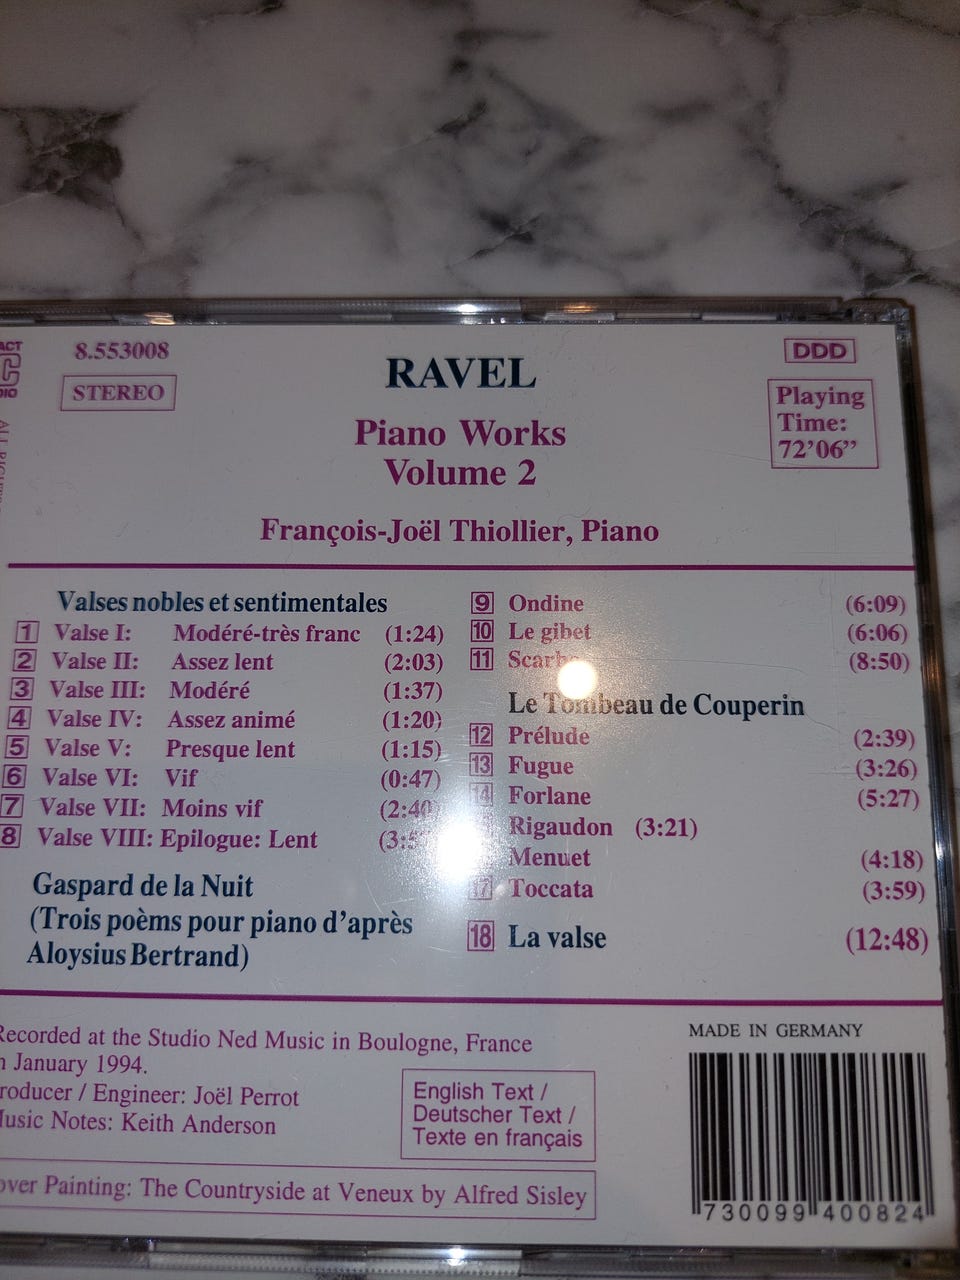 8.553008
STEREO
RAVEL
Piano Works
Volume 2
François-Joël Thiollier, Piano
DDD
Playing
Time:
72'06”
Valses nobles et sentimentales
1 Valse I: Modéré-très franc (1:24)
2 Valse II: Assez lent (2:03)
3 Valse III: Modéré (1:37)
4 Valse IV: Assez animé (1:20)
5 Valse V: Presque lent (1:15)
6 Valse VI: Vif (0:47)
7 Valse VII: Moins vif (2:40)
8 Valse VIII: Epilogue: Lent
Gaspard de la Nuit
(Trois poèms pour piano d'après
Aloysius Bertrand)
9 Ondine (6:09)
10 Le gibet (6:06)
11 (8:50)
Le Tombeau de Couperin
12 Prélude (2:39)
13 Fugue (3:26)
14 Forlane (5:27)
Rigaudon (3:21)
Menuet (4:18)
17 Toccata (3:59)
18 La valse (12:48)
Recorded at the Studio Ned Music in Boulogne, France
January 1994.
Producer / Engineer: Joël Perrot
Music Notes: Keith Anderson
English Text /
Deutscher Text /
Texte en français
Cover Painting: The Countryside at Veneux by Alfred Sisley
MADE IN GERMANY
730099 400824